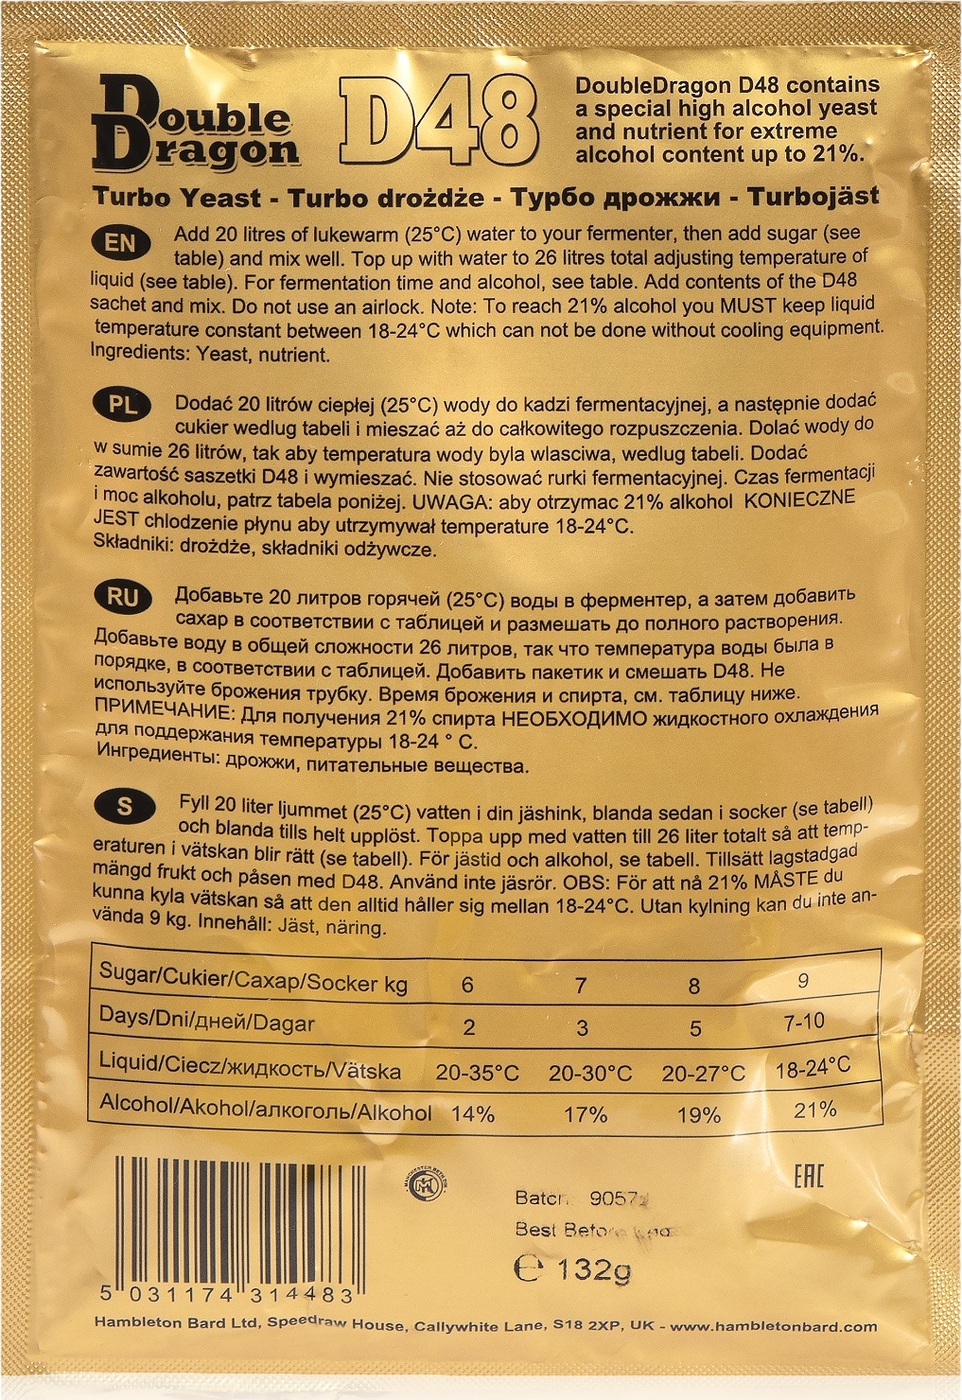 Double Dragon D48
DoubleDragon D48 contains
a special high alcohol yeast
and nutrient for extreme
alcohol content up to 21%.
Turbo Yeast - Turbo drożdże - Турбо дрожжи - Turbojäst
EN Add 20 litres of lukewarm (25°C) water to your fermenter, then add sugar (see
table) and mix well. Top up with water to 26 litres total adjusting temperature of
liquid (see table). For fermentation time and alcohol, see table. Add contents of the D48
sachet and mix. Do not use an airlock. Note: To reach 21% alcohol you MUST keep liquid
temperature constant between 18-24°C which can not be done without cooling equipment.
Ingredients: Yeast, nutrient.
PL Dodać 20 litrów ciepłej (25°C) wody do kadzi fermentacyjnej, a następnie dodać
cukier wedlug tabeli i mieszać aż do całkowitego rozpuszczenia. Dolać wody do
w sumie 26 litrów, tak aby temperatura wody byla wlasciwa, wedlug tabeli. Dodać
zawartość saszetki D48 i wymieszać. Nie stosować rurki fermentacyjnej. Czas fermentacji
i moc alkoholu, patrz tabela poniżej. UWAGA: aby otrzymac 21% alkohol KONIECZNE
JEST chlodzenie płynu aby utrzymywał temperature 18-24°C.
Składniki: drożdże, składniki odżywcze.
RU Добавьте 20 литров горячей (25°C) воды в ферментер, а затем добавить
сахар в соответствии с таблицей и размешать до полного растворения.
Добавьте воду в общей сложности 26 литров, так что температура воды была в
порядке, в соответствии с таблицей. Добавить пакетик и смешать D48. Не
используйте брожения трубку. Время брожения и спирта, см. таблицу ниже.
ПРИМЕЧАНИЕ: Для получения 21% спирта НЕОБХОДИМО жидкостного охлаждения
для поддержания температуры 18-24 ° C.
Ингредиенты: дрожжи, питательные вещества.
S Fyll 20 liter ljummet (25°C) vatten i din jäshink, blanda sedan i socker (se tabell)
och blanda tills helt upplöst. Toppa upp med vatten till 26 liter totalt så att temp-
eraturen i vätskan blir rätt (se tabell). För jästid och alkohol, se tabell. Tillsätt lagstadgad
mängd frukt och påsen med D48. Använd inte jäsrör. OBS: För att nå 21% MÅSTE du
kunna kyla vätskan så att den alltid håller sig mellan 18-24°C. Utan kylning kan du inte an-
vända 9 kg. Innehåll: Jäst, näring.
Sugar/Cukier/Сахар/Socker kg 6 7 8 9
Days/Dni/дней/Dagar 2 3 5 7-10
Liquid/Ciecz/жидкость/Vätska 20-35°C 20-30°C 20-27°C 18-24°C
Alcohol/Akohol/алкоголь/Alkohol 14% 17% 19% 21%
EAC
Batch 9057
Best Before
℮ 132g
5 031174 314483
Hambleton Bard Ltd, Speedraw House, Callywhite Lane, S18 2XP, UK - www.hambletonbard.com